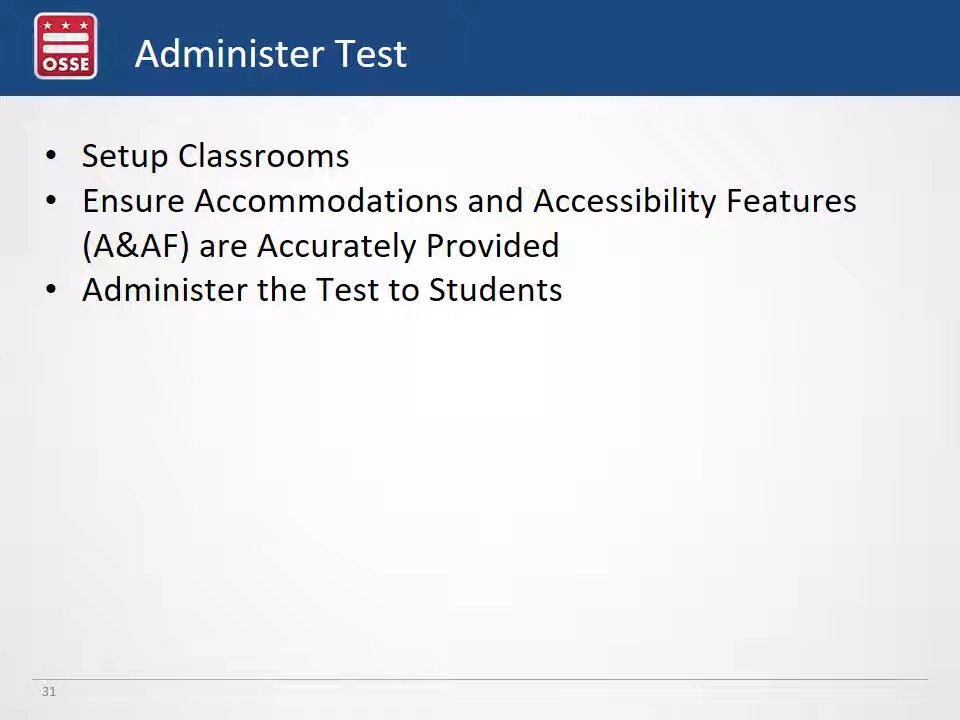 OSSE
Administer Test
• Setup Classrooms
• Ensure Accommodations and Accessibility Features
(A&AF) are Accurately Provided
• Administer the Test to Students
31